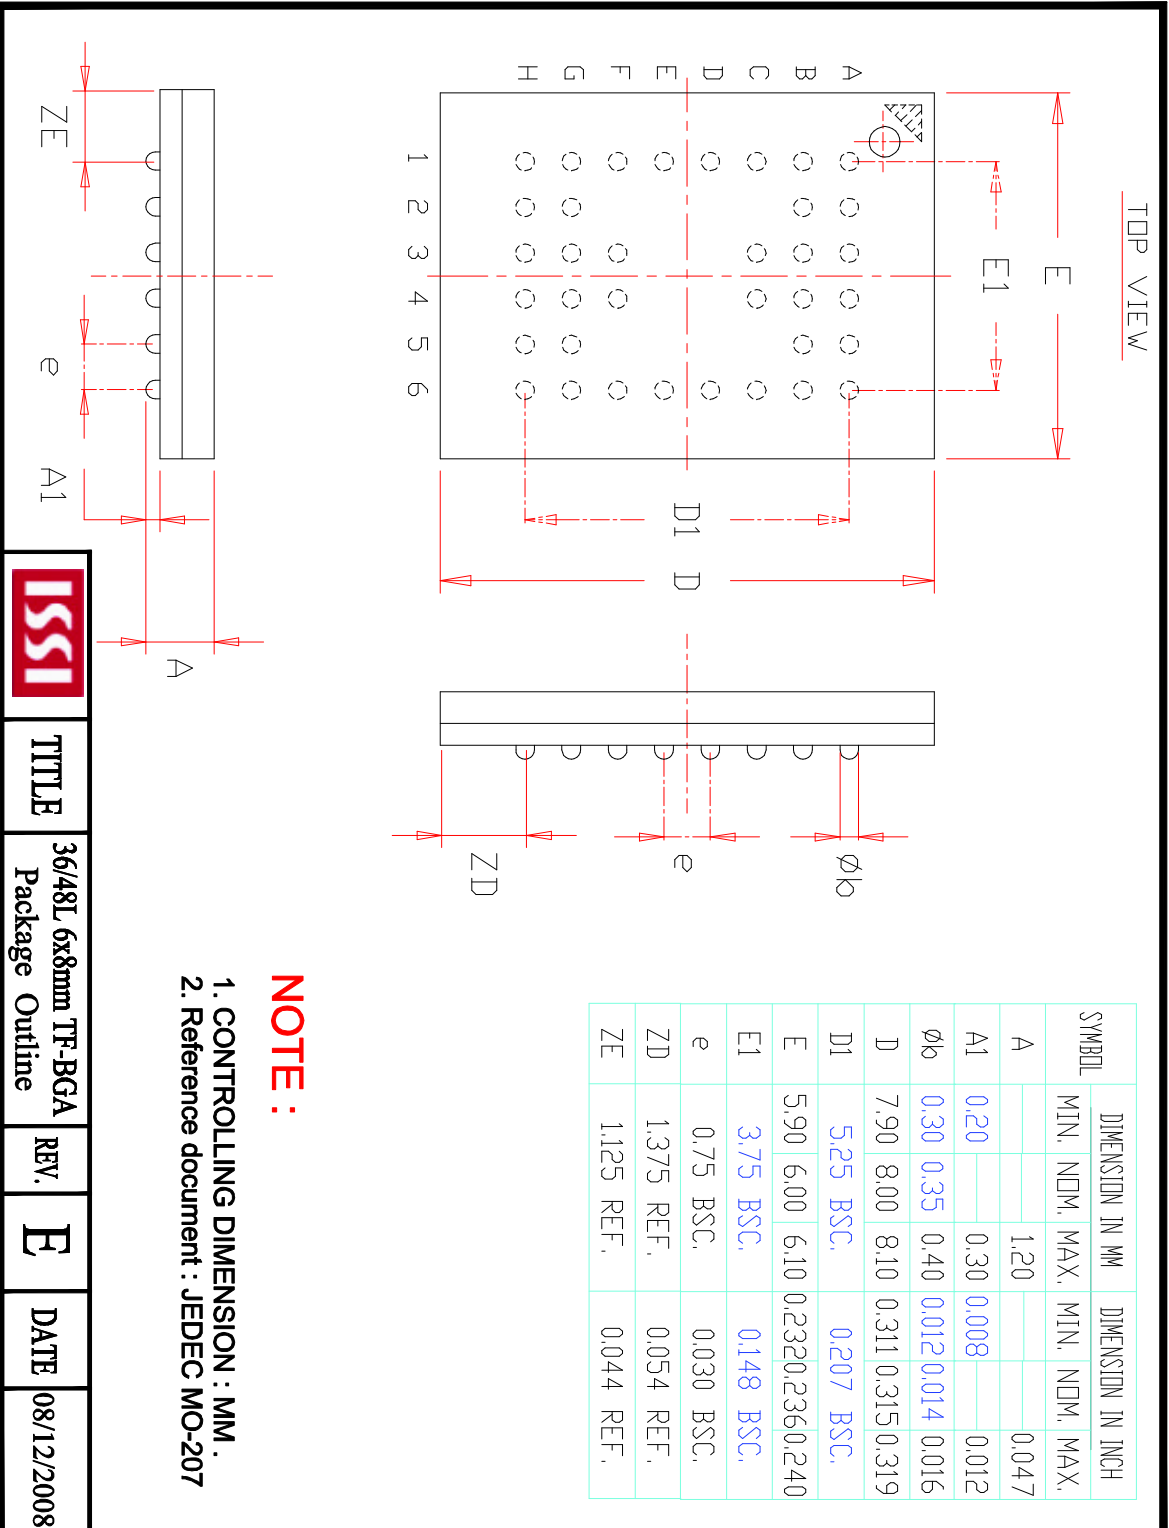 TOP VIEW
E
E1
A
B
C
D
E
F
G
H
1 2 3 4 5 6
D1
D
ZE
e
A1
A
Øb
e
ZD
SYMBOL DIMENSION IN MM DIMENSION IN INCH
MIN. NOM. MAX. MIN. NOM. MAX.
A 1.20 0.047
A1 0.20 0.30 0.008 0.012
Øb 0.30 0.35 0.40 0.012 0.014 0.016
D 7.90 8.00 8.10 0.311 0.315 0.319
D1 5.25 BSC. 0.207 BSC.
E 5.90 6.00 6.10 0.232 0.236 0.240
E1 3.75 BSC. 0.148 BSC.
e 0.75 BSC. 0.030 BSC.
ZD 1.375 REF. 0.054 REF.
ZE 1.125 REF. 0.044 REF.
NOTE :
1. CONTROLLING DIMENSION : MM .
2. Reference document : JEDEC MO-207
ISSI
TITLE
36/48L 6x8mm TF-BGA
Package Outline
REV.
E
DATE
08/12/2008